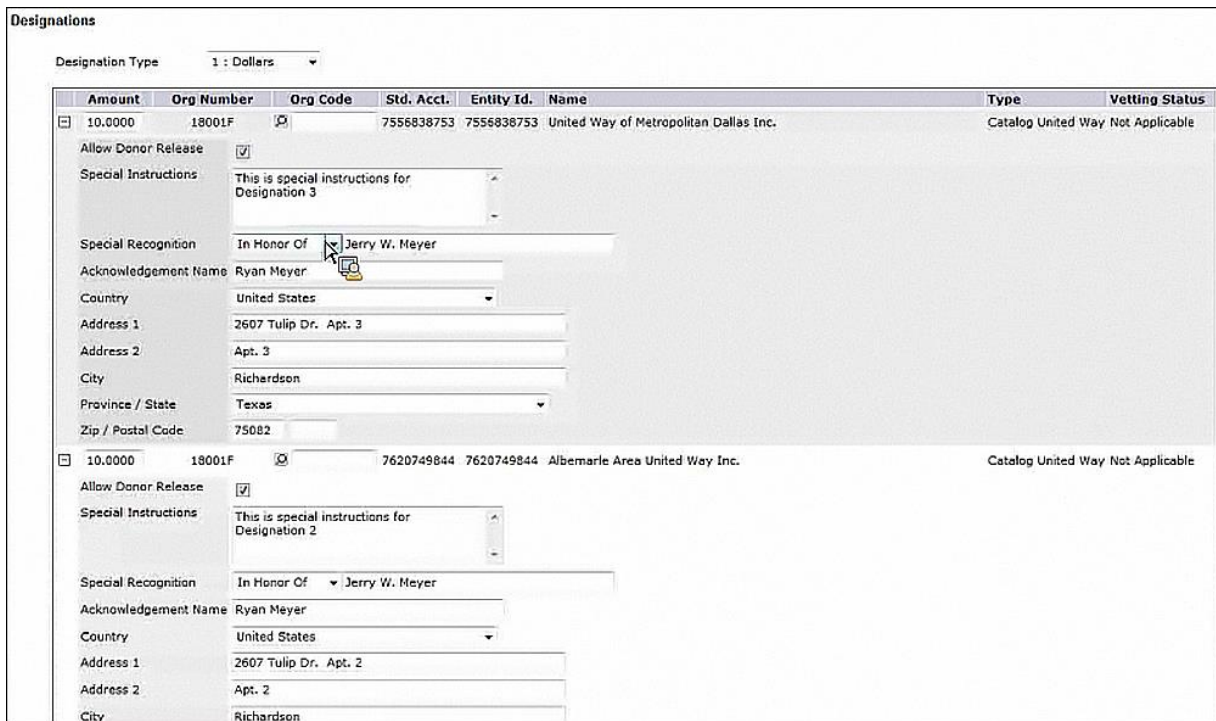 Designations
Designation Type 1 : Dollars
Amount Org Number Org Code Std. Acct. Entity Id. Name Type Vetting Status
10.0000 18001F 7556838753 7556838753 United Way of Metropolitan Dallas Inc. Catalog United Way Not Applicable
Allow Donor Release
Special Instructions This is special instructions for
Designation 3
Special Recognition In Honor Of Jerry W. Meyer
Acknowledgement Name Ryan Meyer
Country United States
Address 1 2607 Tulip Dr. Apt. 3
Address 2 Apt. 3
City Richardson
Province / State Texas
Zip / Postal Code 75082
10.0000 18001F 7620749844 7620749844 Albemarle Area United Way Inc. Catalog United Way Not Applicable
Allow Donor Release
Special Instructions This is special instructions for
Designation 2
Special Recognition In Honor Of Jerry W. Meyer
Acknowledgement Name Ryan Meyer
Country United States
Address 1 2607 Tulip Dr. Apt. 2
Address 2 Apt. 2
City Richardson